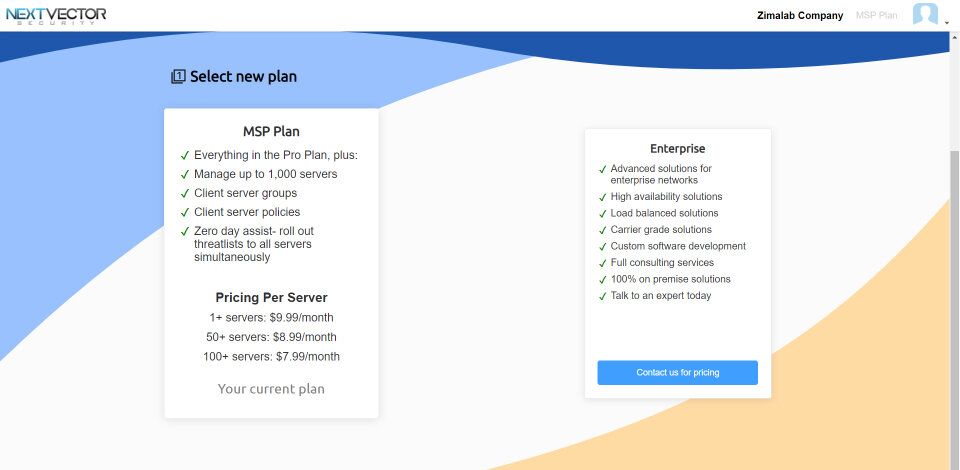 NEXTVECTOR
SECURITY
Zimalab Company
MSP Plan
1 Select new plan
MSP Plan
✓ Everything in the Pro Plan, plus:
✓ Manage up to 1,000 servers
✓ Client server groups
✓ Client server policies
✓ Zero day assist- roll out
threatlists to all servers
simultaneously
Pricing Per Server
1+ servers: $9.99/month
50+ servers: $8.99/month
100+ servers: $7.99/month
Your current plan
Enterprise
✓ Advanced solutions for
enterprise networks
✓ High availability solutions
✓ Load balanced solutions
✓ Carrier grade solutions
✓ Custom software development
✓ Full consulting services
✓ 100% on premise solutions
✓ Talk to an expert today
Contact us for pricing